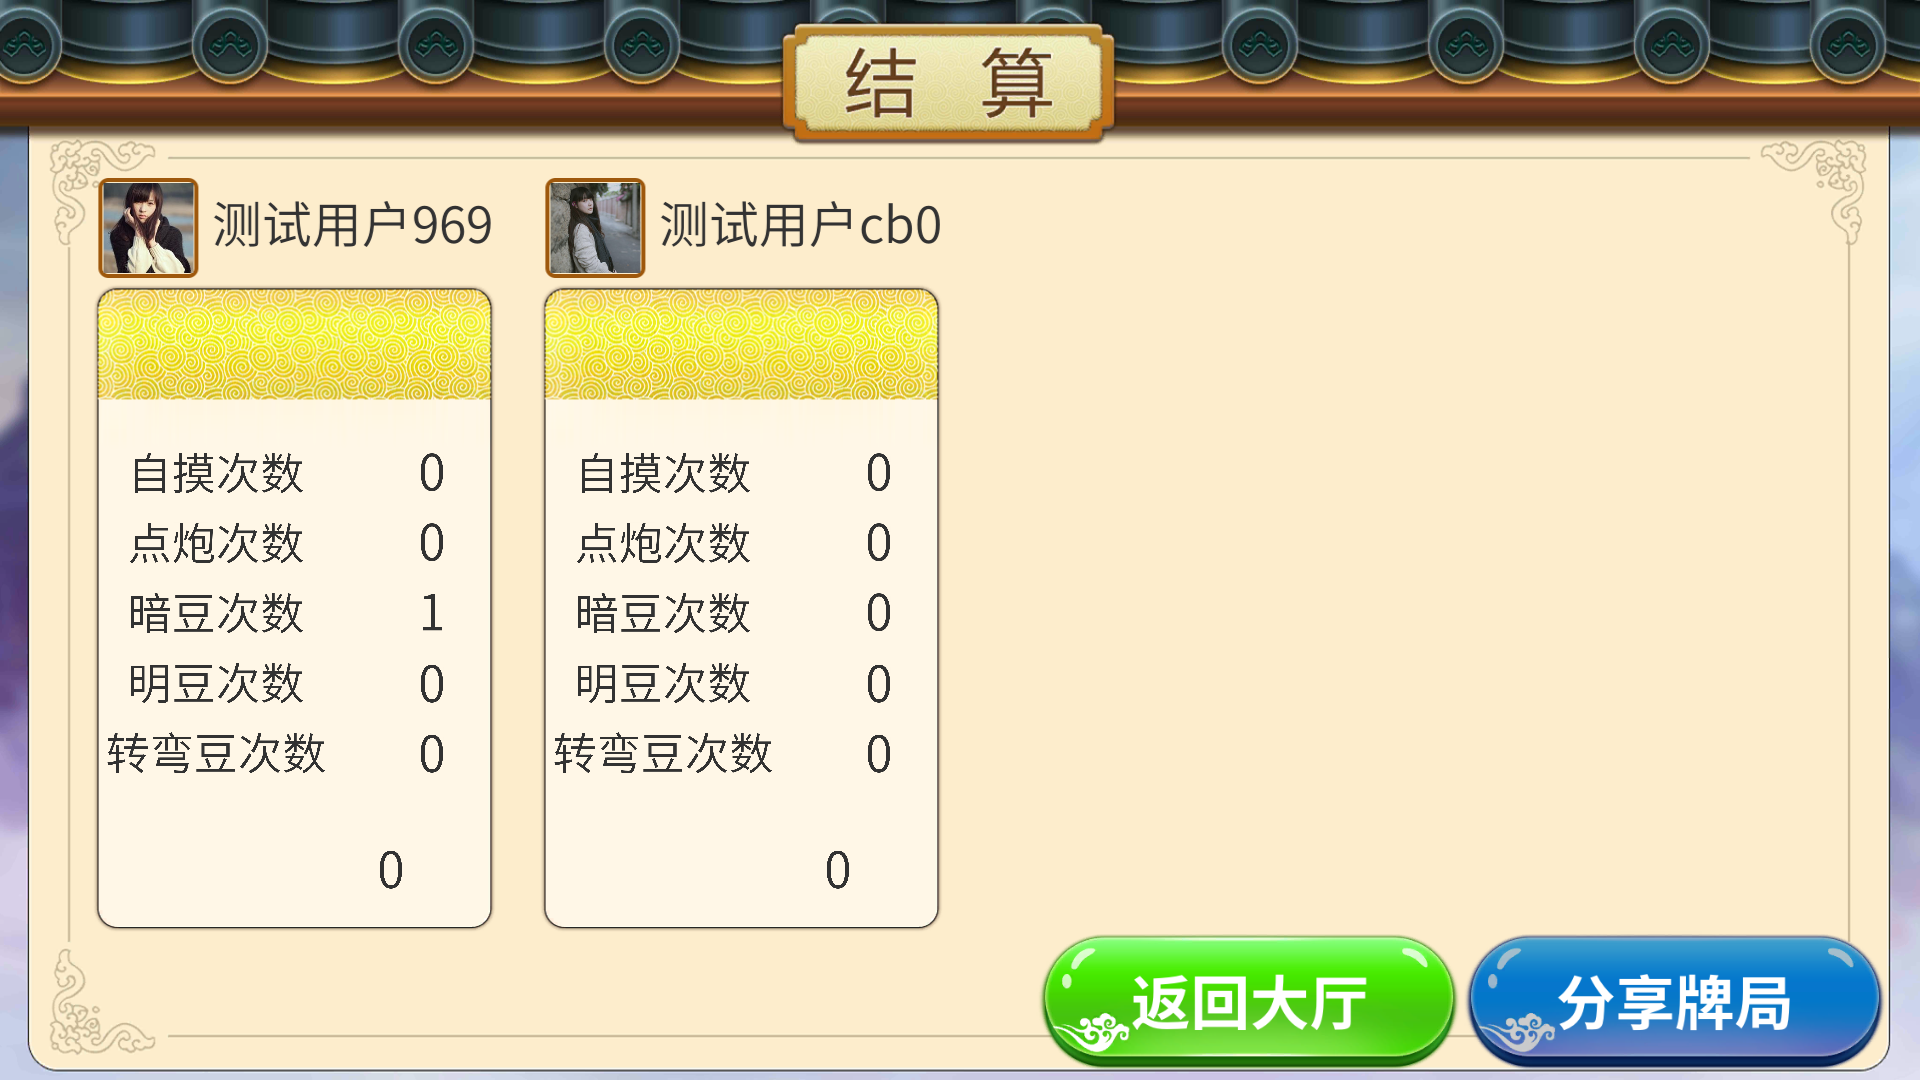 结 算
测试用户969
自摸次数 0
点炮次数 0
暗豆次数 1
明豆次数 0
转弯豆次数 0
0
测试用户cb0
自摸次数 0
点炮次数 0
暗豆次数 0
明豆次数 0
转弯豆次数 0
0
返回大厅
分享牌局